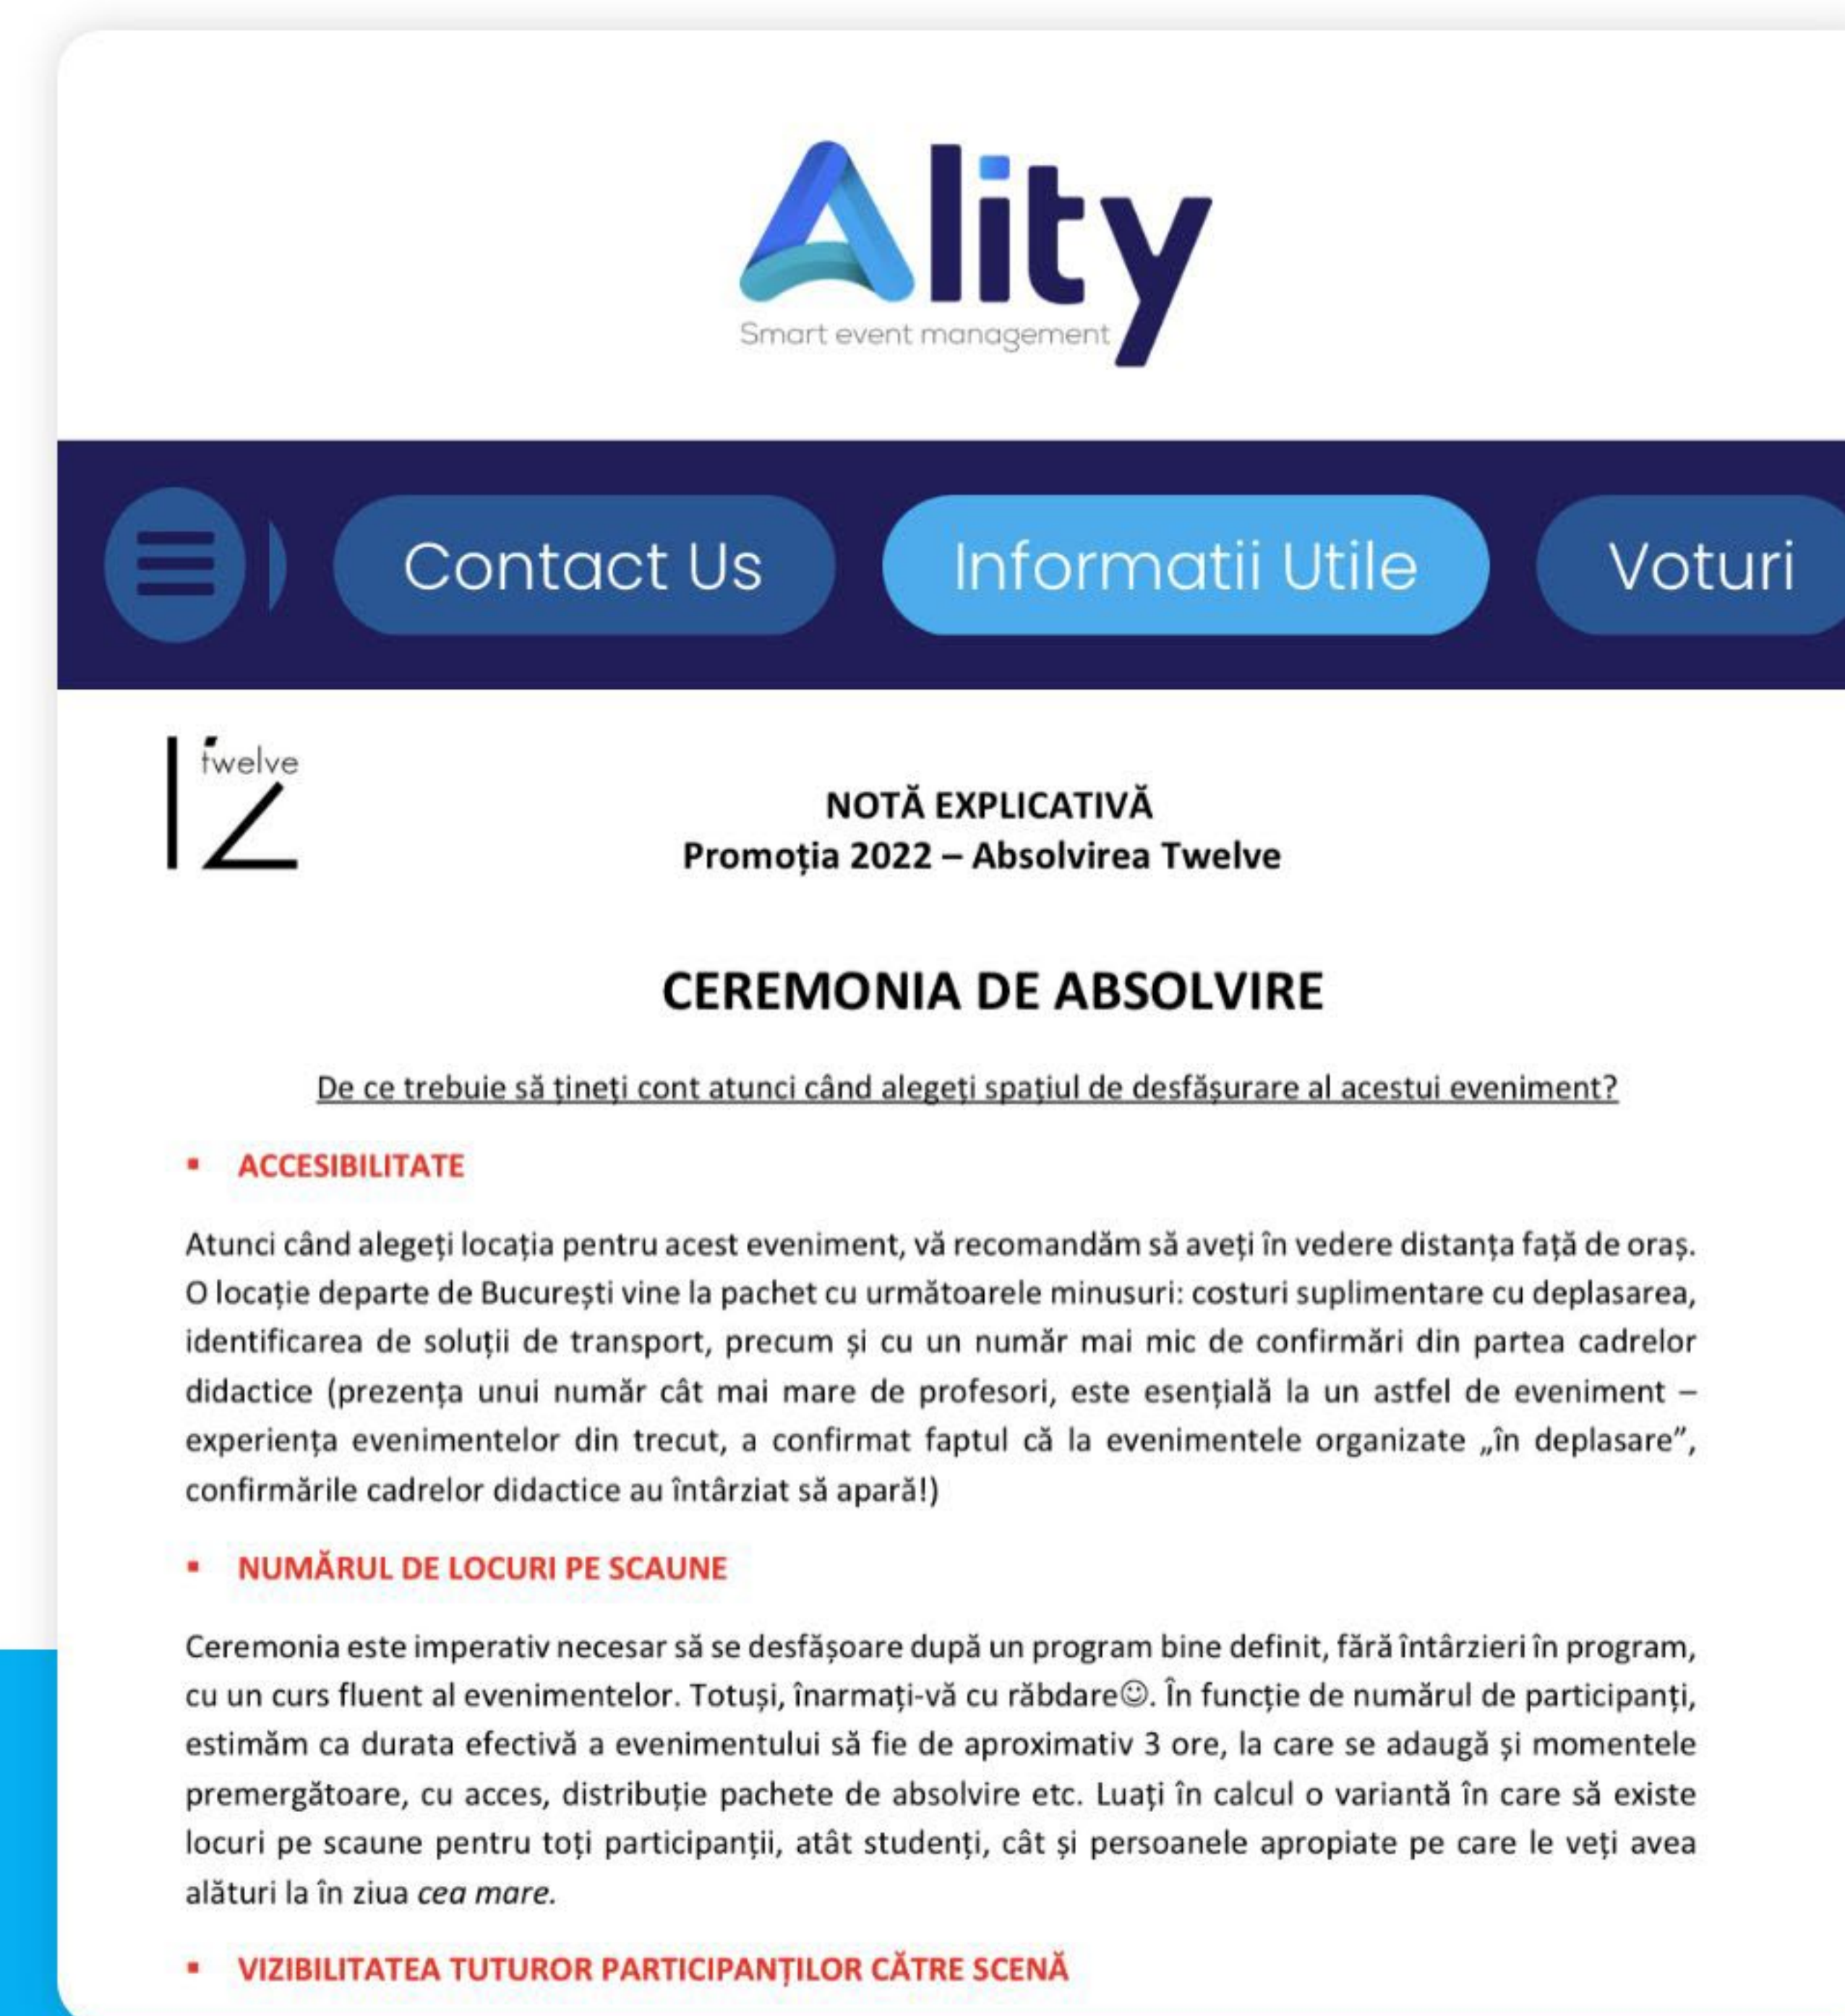 Ality
Smart event management
Contact Us
Informatii Utile
Voturi
twelve
12
NOTĂ EXPLICATIVĂ
Promoția 2022 – Absolvirea Twelve
CEREMONIA DE ABSOLVIRE
De ce trebuie să țineți cont atunci când alegeți spațiul de desfășurare al acestui eveniment?
▪ ACCESIBILITATE
Atunci când alegeți locația pentru acest eveniment, vă recomandăm să aveți în vedere distanța față de oraș.
O locație departe de București vine la pachet cu următoarele minusuri: costuri suplimentare cu deplasarea,
identificarea de soluții de transport, precum și cu un număr mai mic de confirmări din partea cadrelor
didactice (prezența unui număr cât mai mare de profesori, este esențială la un astfel de eveniment –
experiența evenimentelor din trecut, a confirmat faptul că la evenimentele organizate „în deplasare”,
confirmările cadrelor didactice au întârziat să apară!)
▪ NUMĂRUL DE LOCURI PE SCAUNE
Ceremonia este imperativ necesar să se desfășoare după un program bine definit, fără întârzieri în program,
cu un curs fluent al evenimentelor. Totuși, înarmați-vă cu răbdare☺. În funcție de numărul de participanți,
estimăm ca durata efectivă a evenimentului să fie de aproximativ 3 ore, la care se adaugă și momentele
premergătoare, cu acces, distribuție pachete de absolvire etc. Luați în calcul o variantă în care să existe
locuri pe scaune pentru toți participanții, atât studenți, cât și persoanele apropiate pe care le veți avea
alături la în ziua cea mare.
▪ VIZIBILITATEA TUTUROR PARTICIPANȚILOR CĂTRE SCENĂ